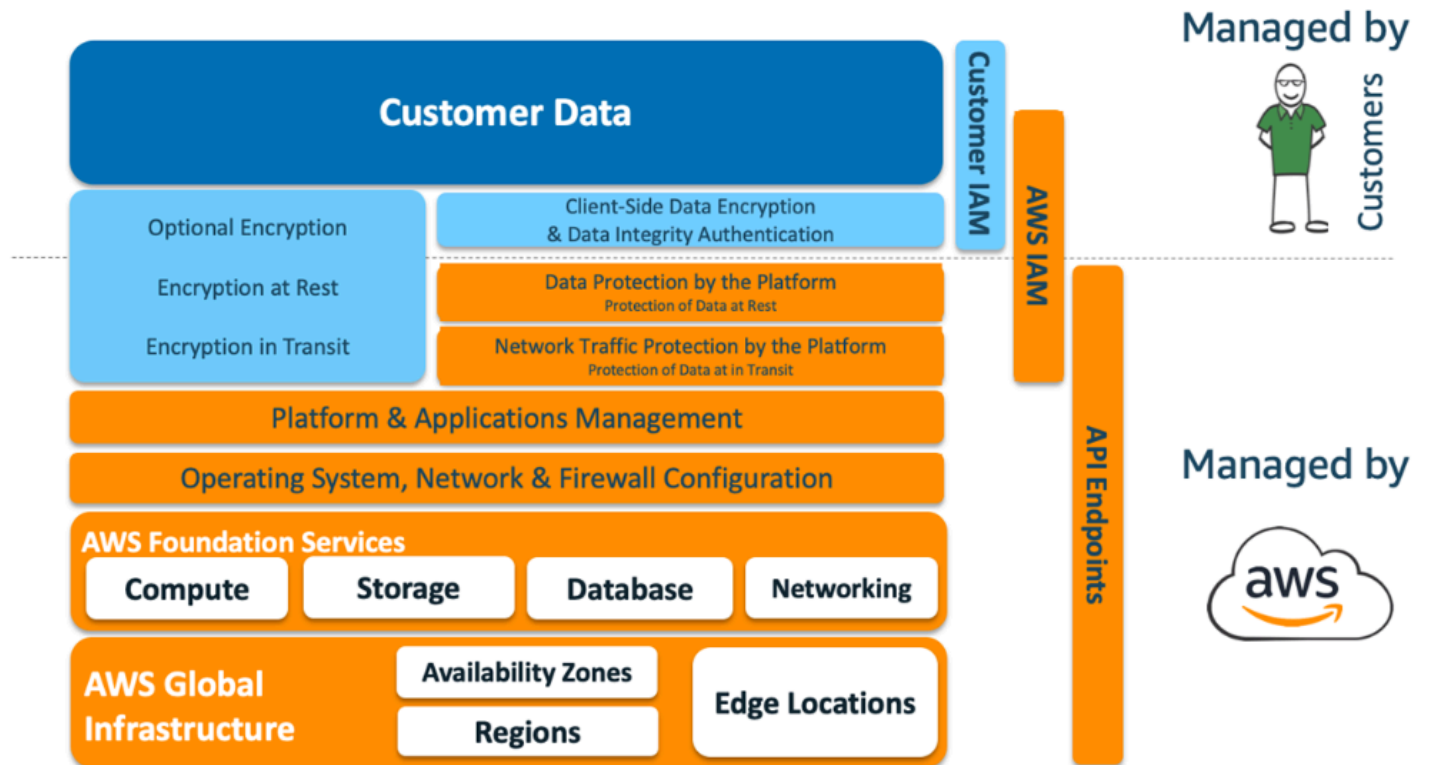 Managed by
Customers
Customer Data
Customer IAM
AWS IAM
Optional Encryption
Encryption at Rest
Encryption in Transit
Client-Side Data Encryption
& Data Integrity Authentication
Data Protection by the Platform
Protection of Data at Rest
Network Traffic Protection by the Platform
Protection of Data at in Transit
Platform & Applications Management
Operating System, Network & Firewall Configuration
API Endpoints
Managed by
aws
AWS Foundation Services
Compute
Storage
Database
Networking
AWS Global
Infrastructure
Availability Zones
Regions
Edge Locations